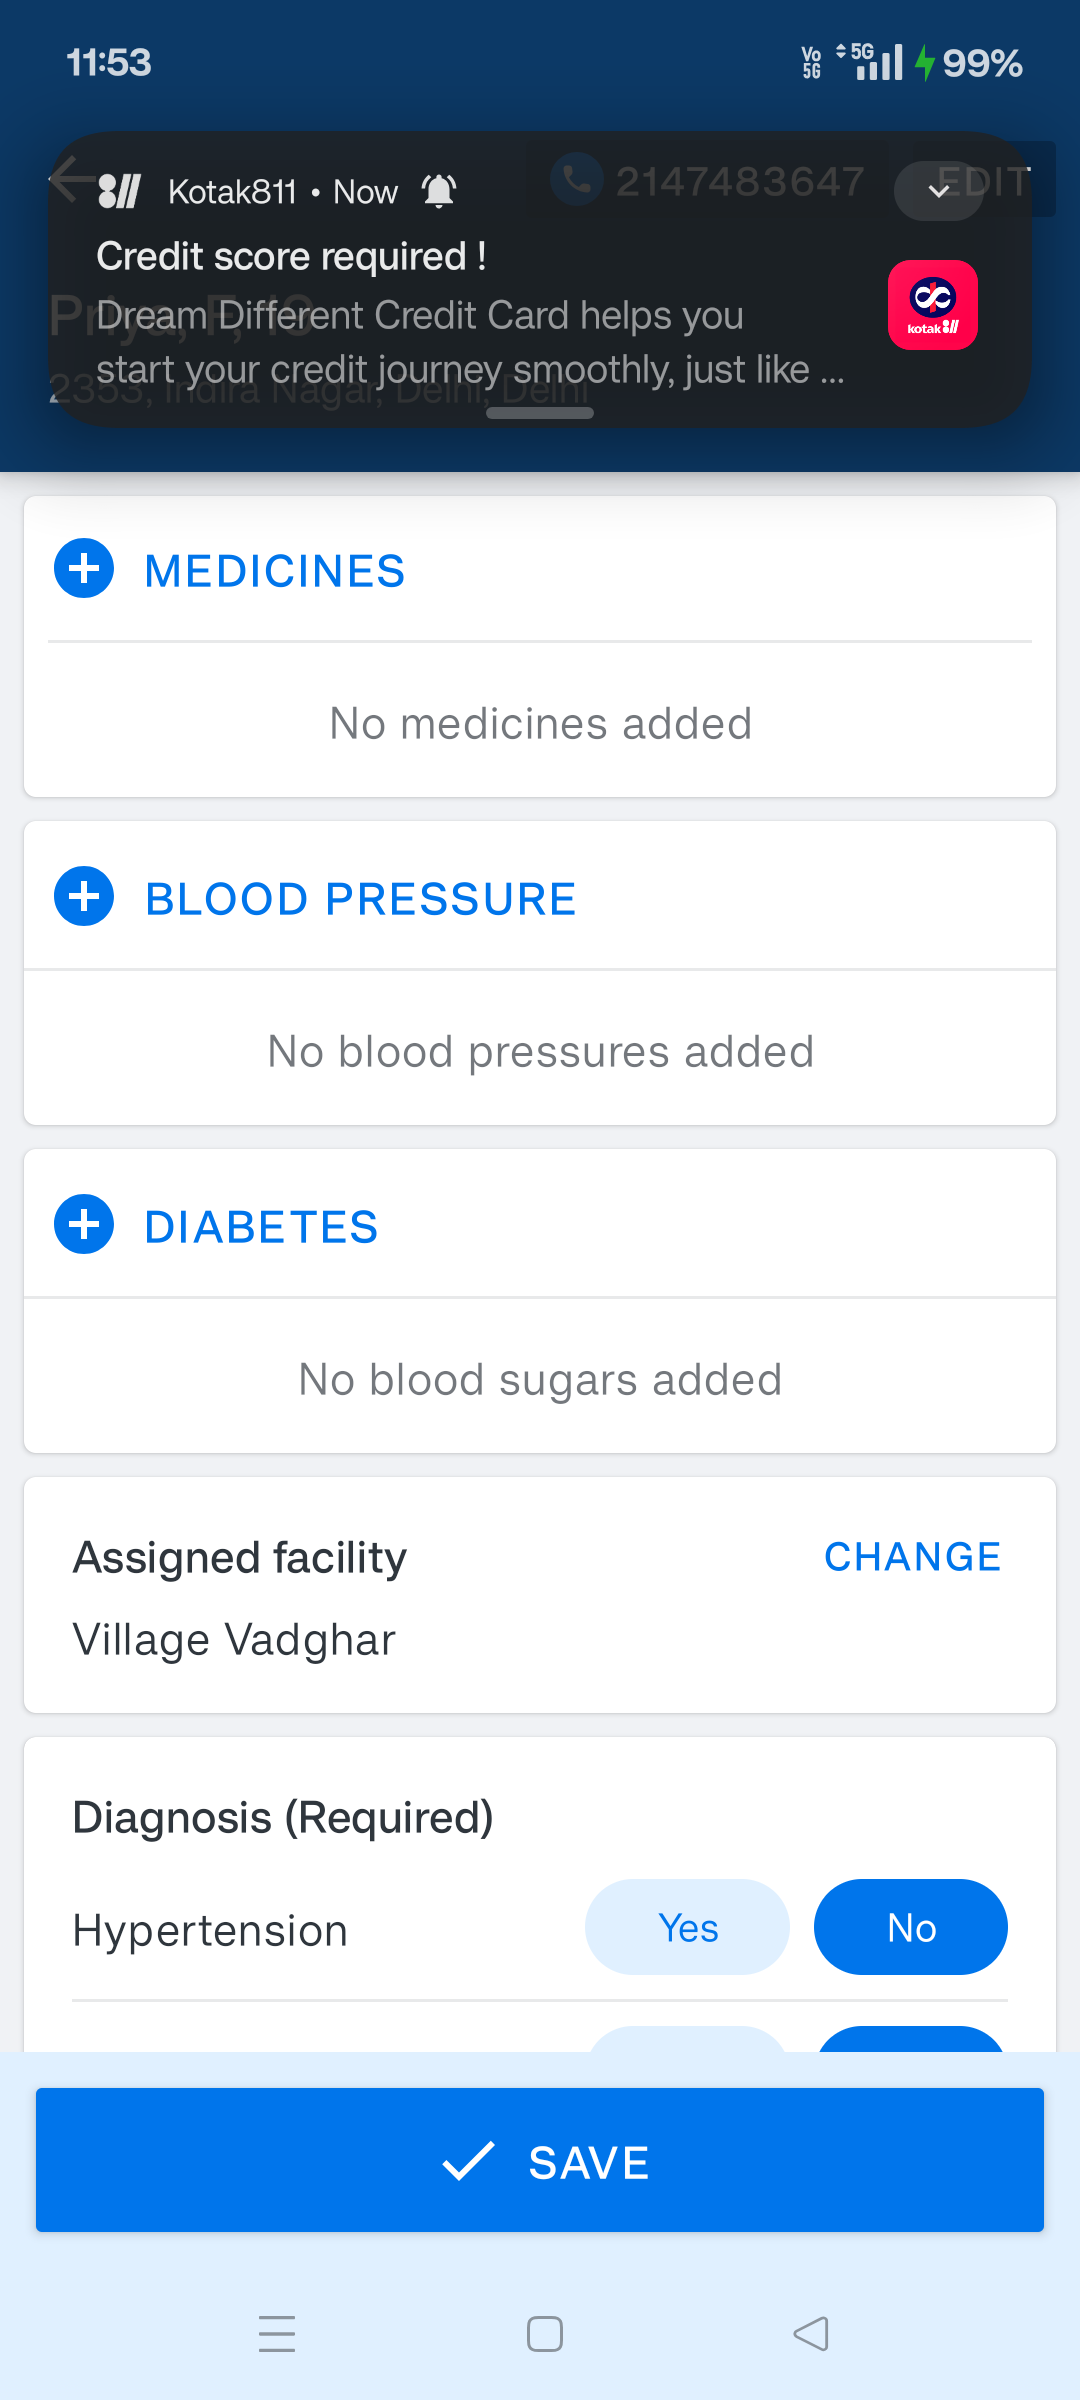 11:53
Vo 5G 5G 99%
2147483647 EDIT
Kotak811 • Now
Credit score required !
Dream Different Credit Card helps you
start your credit journey smoothly, just like ...
kotak 811
Priya, F, 19
2353, Indira Nagar, Delhi, Delhi
MEDICINES
No medicines added
BLOOD PRESSURE
No blood pressures added
DIABETES
No blood sugars added
Assigned facility
CHANGE
Village Vadghar
Diagnosis (Required)
Hypertension
Yes
No
SAVE